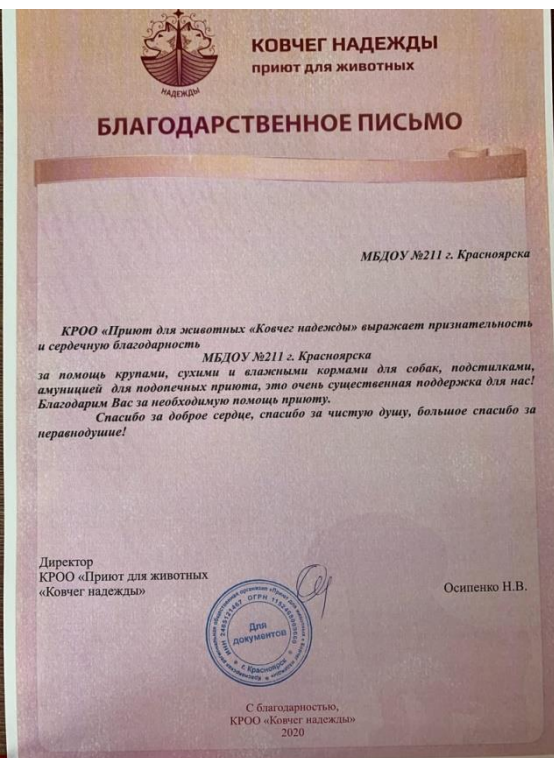 КОВЧЕГ НАДЕЖДЫ
приют для животных
НАДЕЖДЫ
БЛАГОДАРСТВЕННОЕ ПИСЬМО
МБДОУ №211 г. Красноярска
КРОО «Приют для животных «Ковчег надежды» выражает признательность
и сердечную благодарность
МБДОУ №211 г. Красноярска
за помощь крупами, сухими и влажными кормами для собак, подстилками,
амуницией для подопечных приюта, это очень существенная поддержка для нас!
Благодарим Вас за необходимую помощь приюту.
Спасибо за доброе сердце, спасибо за чистую душу, большое спасибо за
неравнодушие!
Директор
КРОО «Приют для животных
«Ковчег надежды»
Осипенко Н.В.
Для
документов
г. Красноярск
С благодарностью,
КРОО «Ковчег надежды»
2020